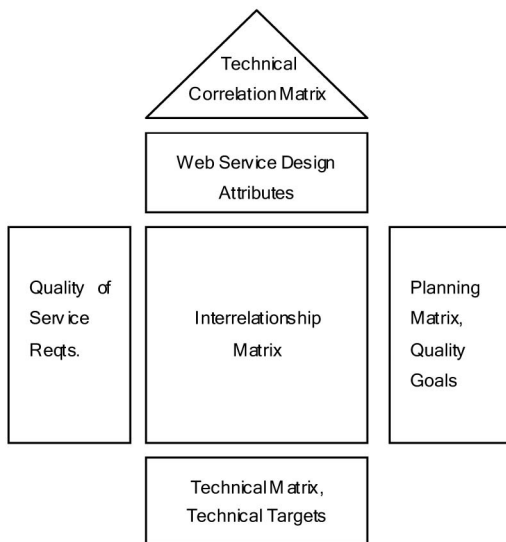 Technical
Correlation Matrix
Web Service Design
Attributes
Quality of
Service
Reqts.
Interrelationship
Matrix
Planning
Matrix,
Quality
Goals
Technical Matrix,
Technical Targets